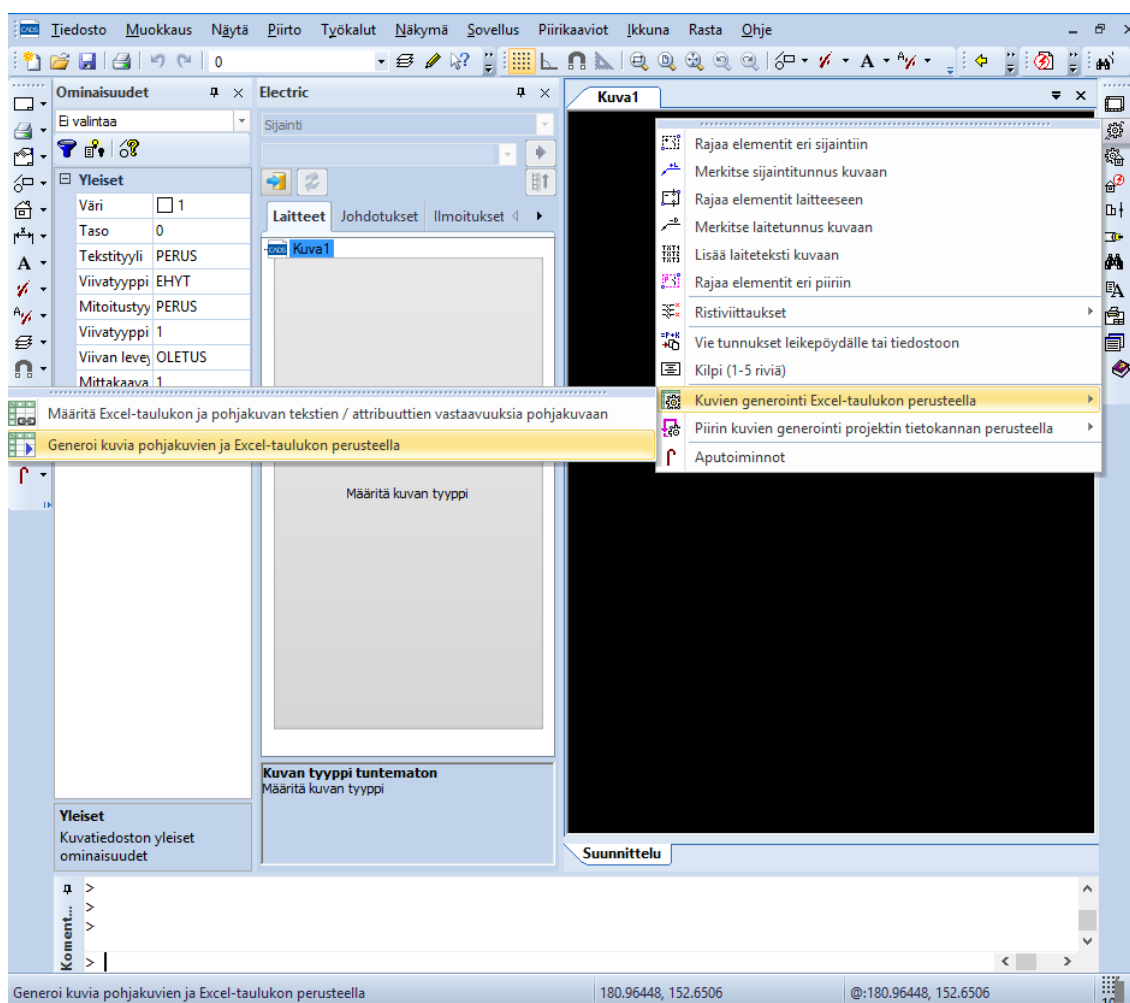 CADS Tiedosto Muokkaus Näytä Piirto Työkalut Näkymä Sovellus Piirikaaviot Ikkuna Rasta Ohje
0
Ominaisuudet
Ei valintaa
Yleiset
Väri 1
Taso 0
Tekstityyli PERUS
Viivatyyppi EHYT
Mitoitustyy PERUS
Viivatyyppi 1
Viivan levey OLETUS
Mittakaava 1
Electric
Sijainti
Laitteet Johdotukset Ilmoitukset
CADS Kuva1
Kuva1
Rajaa elementit eri sijaintiin
Merkitse sijaintitunnus kuvaan
Rajaa elementit laitteeseen
Merkitse laitetunnus kuvaan
Lisää laiteteksti kuvaan
Rajaa elementit eri piiriin
Ristiviittaukset
Vie tunnukset leikepöydälle tai tiedostoon
Kilpi (1-5 riviä)
Kuvien generointi Excel-taulukon perusteella
Piirin kuvien generointi projektin tietokannan perusteella
Aputoiminnot
Määritä Excel-taulukon ja pohjakuvan tekstien / attribuuttien vastaavuuksia pohjakuvaan
Generoi kuvia pohjakuvien ja Excel-taulukon perusteella
Määritä kuvan tyyppi
Kuvan tyyppi tuntematon
Määritä kuvan tyyppi
Yleiset
Kuvatiedoston yleiset
ominaisuudet
Suunnittelu
Koment...
>
>
>
>
Generoi kuvia pohjakuvien ja Excel-taulukon perusteella
180.96448, 152.6506
@:180.96448, 152.6506